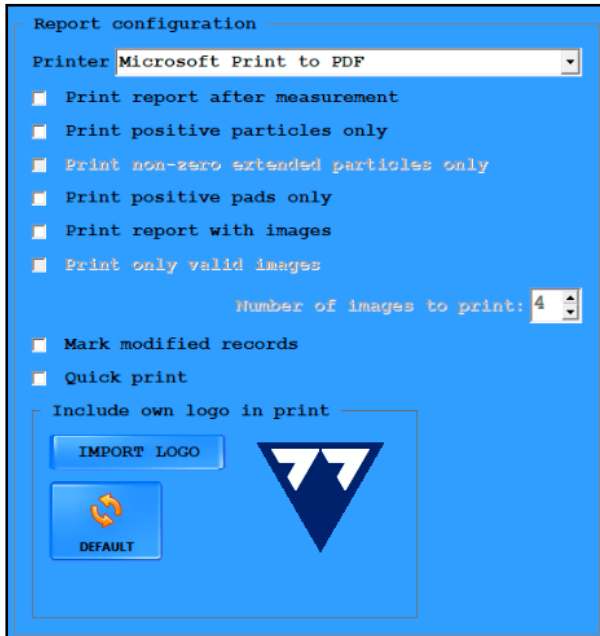 Report configuration
Printer Microsoft Print to PDF
Print report after measurement
Print positive particles only
Print non-zero extended particles only
Print positive pads only
Print report with images
Print only valid images
Number of images to print: 4
Mark modified records
Quick print
Include own logo in print
IMPORT LOGO
77
DEFAULT